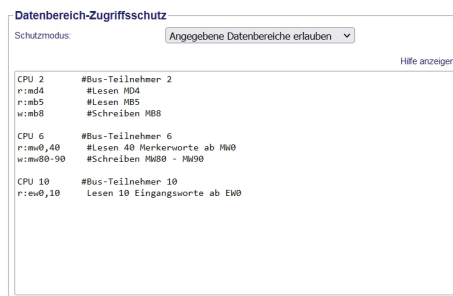 Datenbereich-Zugriffsschutz
Schutzmodus: Angegebene Datenbereiche erlauben
Hilfe anzeigen
CPU 2 #Bus-Teilnehmer 2
r:md4 #Lesen MD4
r:mb5 #Lesen MB5
w:mb8 #Schreiben MB8
CPU 6 #Bus-Teilnehmer 6
r:mw0,40 #Lesen 40 Merkerworte ab MW0
w:mw80-90 #Schreiben MW80 - MW90
CPU 10 #Bus-Teilnehmer 10
r:ew0,10 Lesen 10 Eingangsworte ab EW0